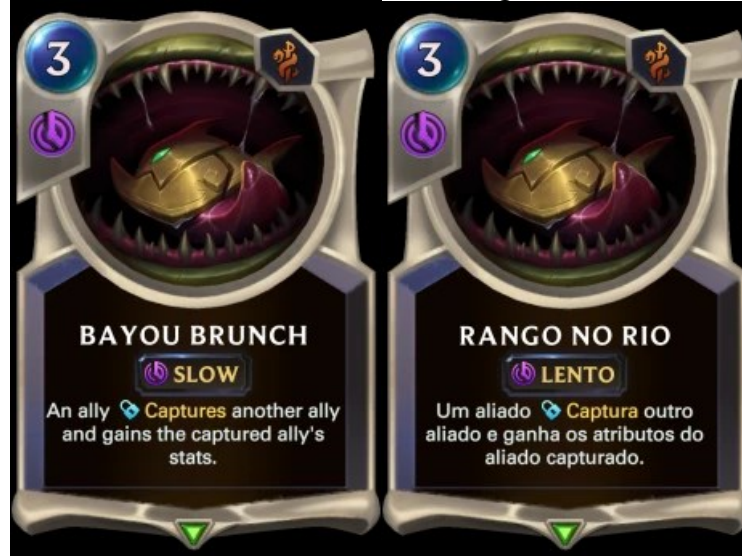 3
BAYOU BRUNCH
SLOW
An ally Captures another ally
and gains the captured ally's
stats.
3
RANGO NO RIO
LENTO
Um aliado Captura outro
aliado e ganha os atributos do
aliado capturado.